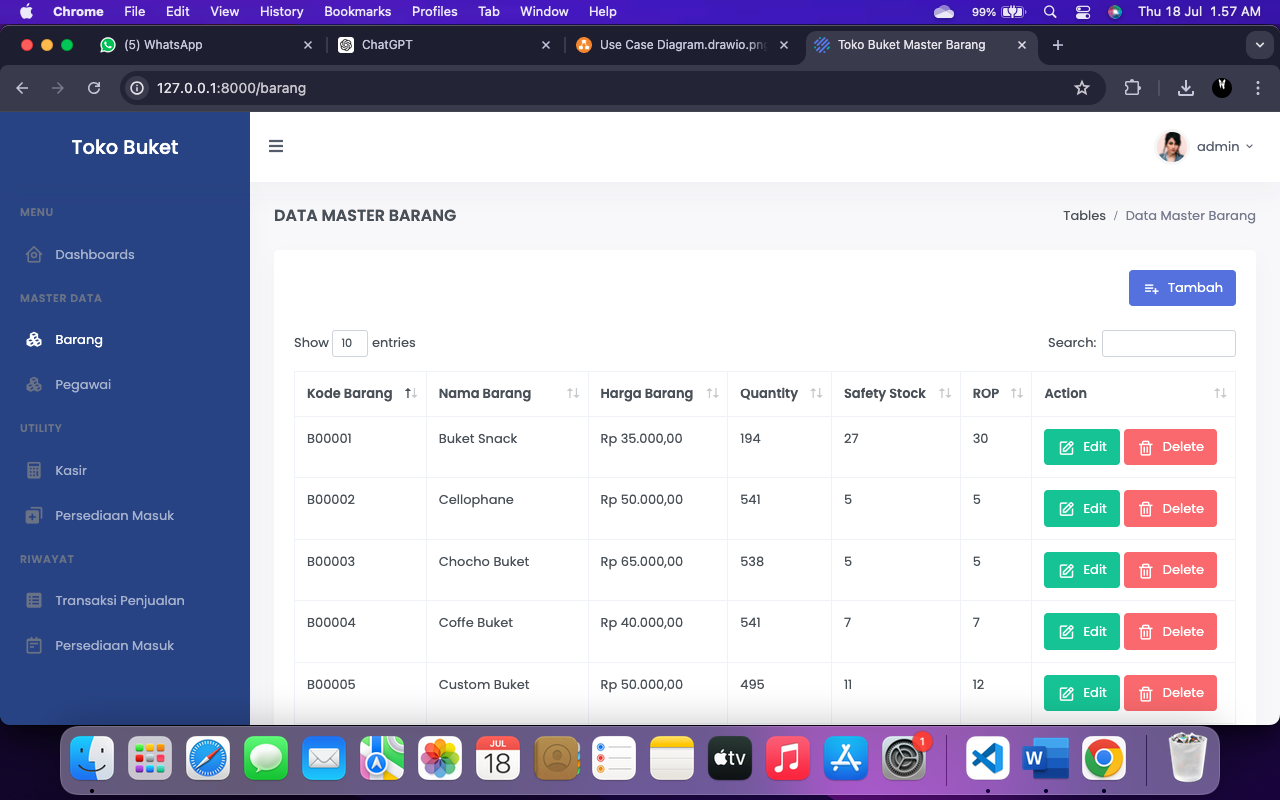 Chrome File Edit View History Bookmarks Profiles Tab Window Help 99% Thu 18 Jul 1.57 AM
(5) WhatsApp ChatGPT Use Case Diagram.drawio.png Toko Buket Master Barang
127.0.0.1:8000/barang
Toko Buket
admin
MENU
Dashboards
MASTER DATA
Barang
Pegawai
UTILITY
Kasir
Persediaan Masuk
RIWAYAT
Transaksi Penjualan
Persediaan Masuk
DATA MASTER BARANG
Tables / Data Master Barang
Tambah
Show 10 entries Search:
Kode Barang Nama Barang Harga Barang Quantity Safety Stock ROP Action
B00001 Buket Snack Rp 35.000,00 194 27 30 Edit Delete
B00002 Cellophane Rp 50.000,00 541 5 5 Edit Delete
B00003 Chocho Buket Rp 65.000,00 538 5 5 Edit Delete
B00004 Coffe Buket Rp 40.000,00 541 7 7 Edit Delete
B00005 Custom Buket Rp 50.000,00 495 11 12 Edit Delete
JUL
18
tv
1
W